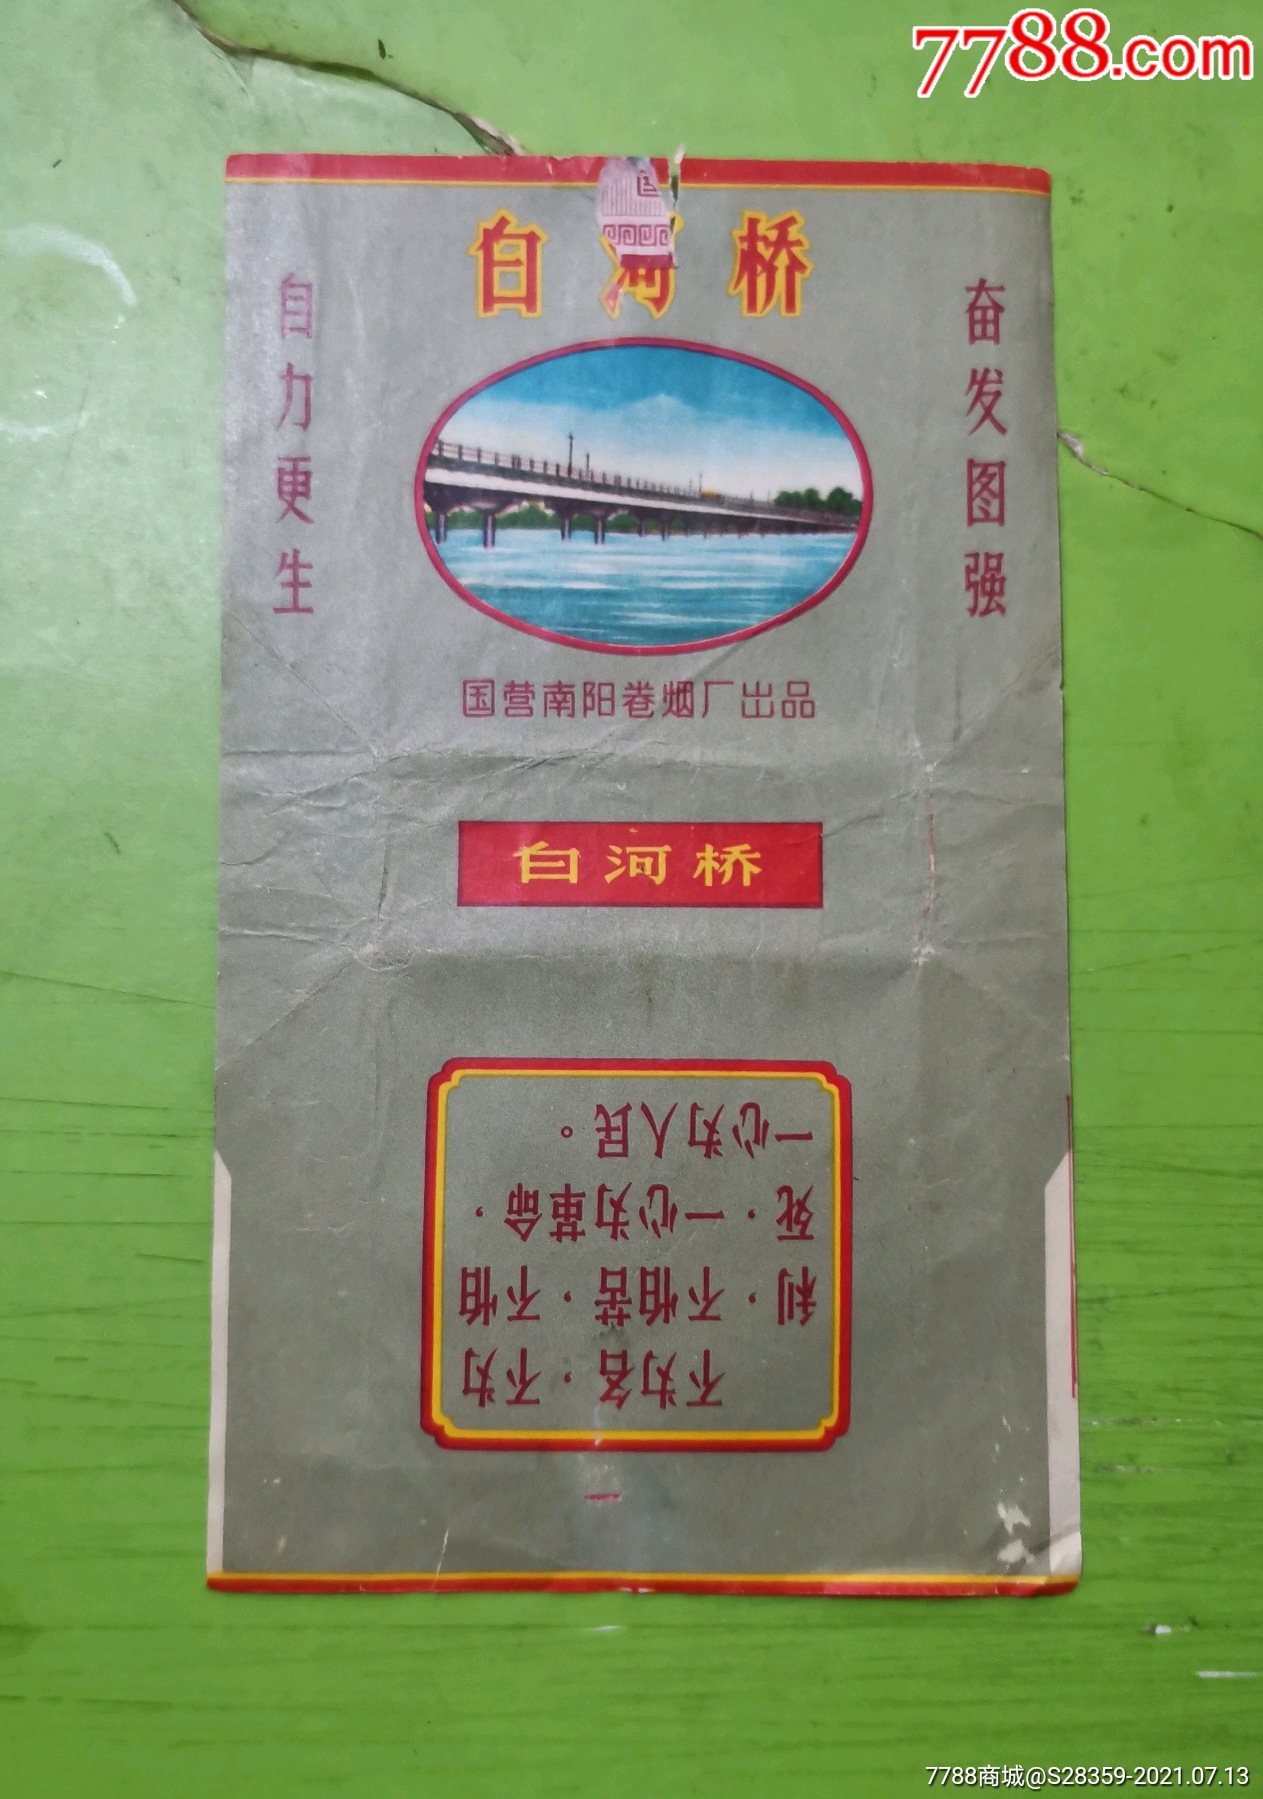 7788.com
白河桥
自力更生
奋发图强
国营南阳卷烟厂出品
白河桥
不为名，不为
利，不怕苦，不怕
死，一心为革命，
一心为人民。
7788商城@S28359-2021.07.13